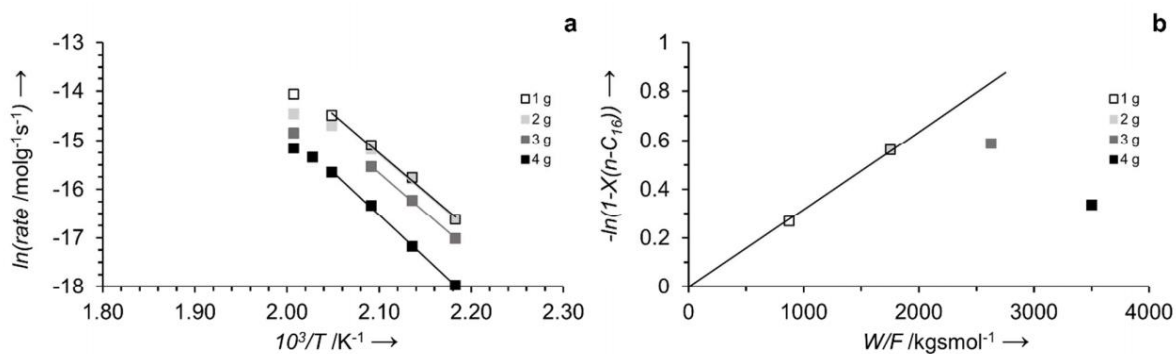 a
-13
-14
-15
-16
-17
-18
1.80
1.90
2.00
2.10
2.20
2.30
ln(rate /molg-1s-1) →
10³/T /K-1 →
1 g
2 g
3 g
4 g
b
1
0.8
0.6
0.4
0.2
0
0
1000
2000
3000
4000
-ln(1-X(n-C16)) →
W/F /kgsmol-1 →
1 g
2 g
3 g
4 g